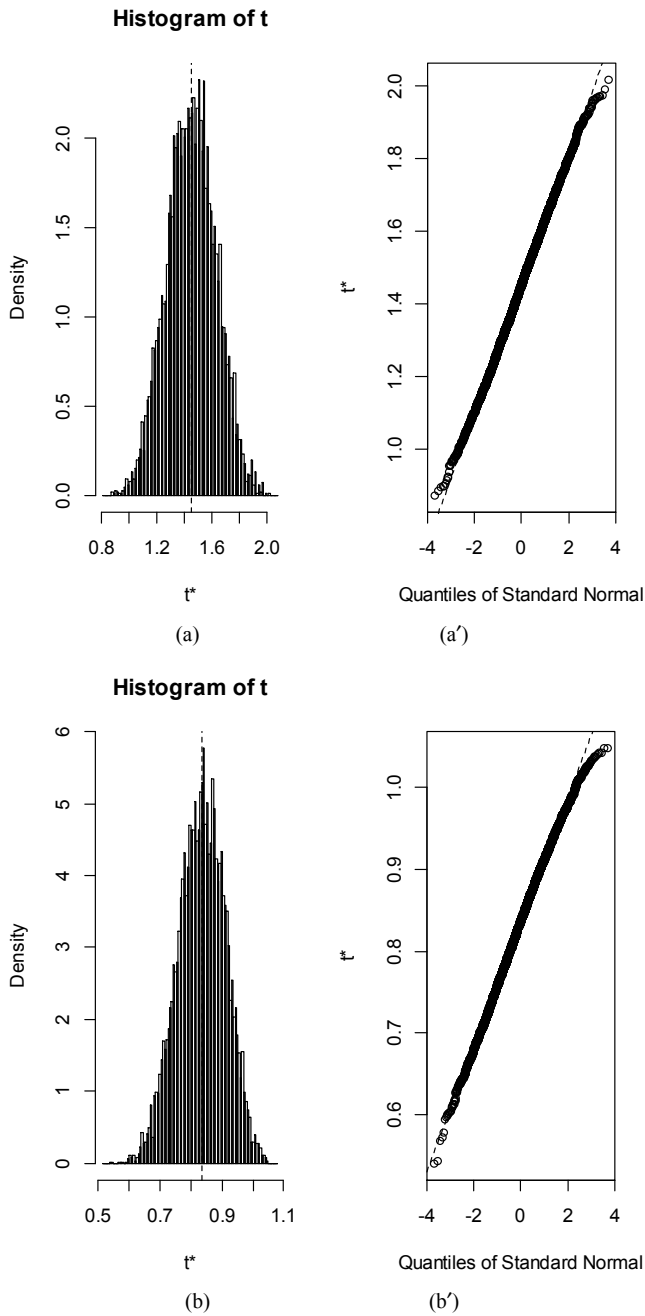 Histogram of t
Density
0.0 0.5 1.0 1.5 2.0
0.8 1.2 1.6 2.0
t*
(a)
t*
1.0 1.2 1.4 1.6 1.8 2.0
-4 -2 0 2 4
Quantiles of Standard Normal
(a′)
Histogram of t
Density
0 1 2 3 4 5 6
0.5 0.7 0.9 1.1
t*
(b)
t*
0.6 0.7 0.8 0.9 1.0
-4 -2 0 2 4
Quantiles of Standard Normal
(b′)